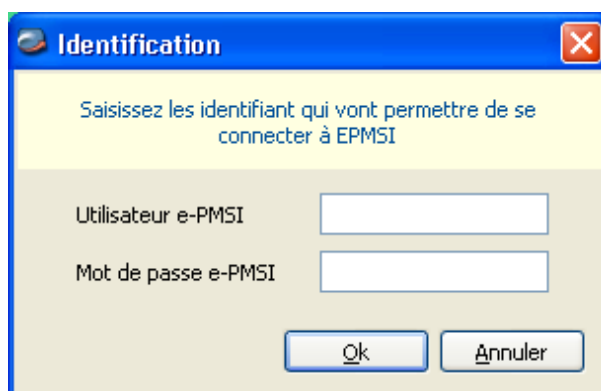 Identification
Saisissez les identifiant qui vont permettre de se
connecter à EPMSI
Utilisateur e-PMSI
Mot de passe e-PMSI
Ok
Annuler